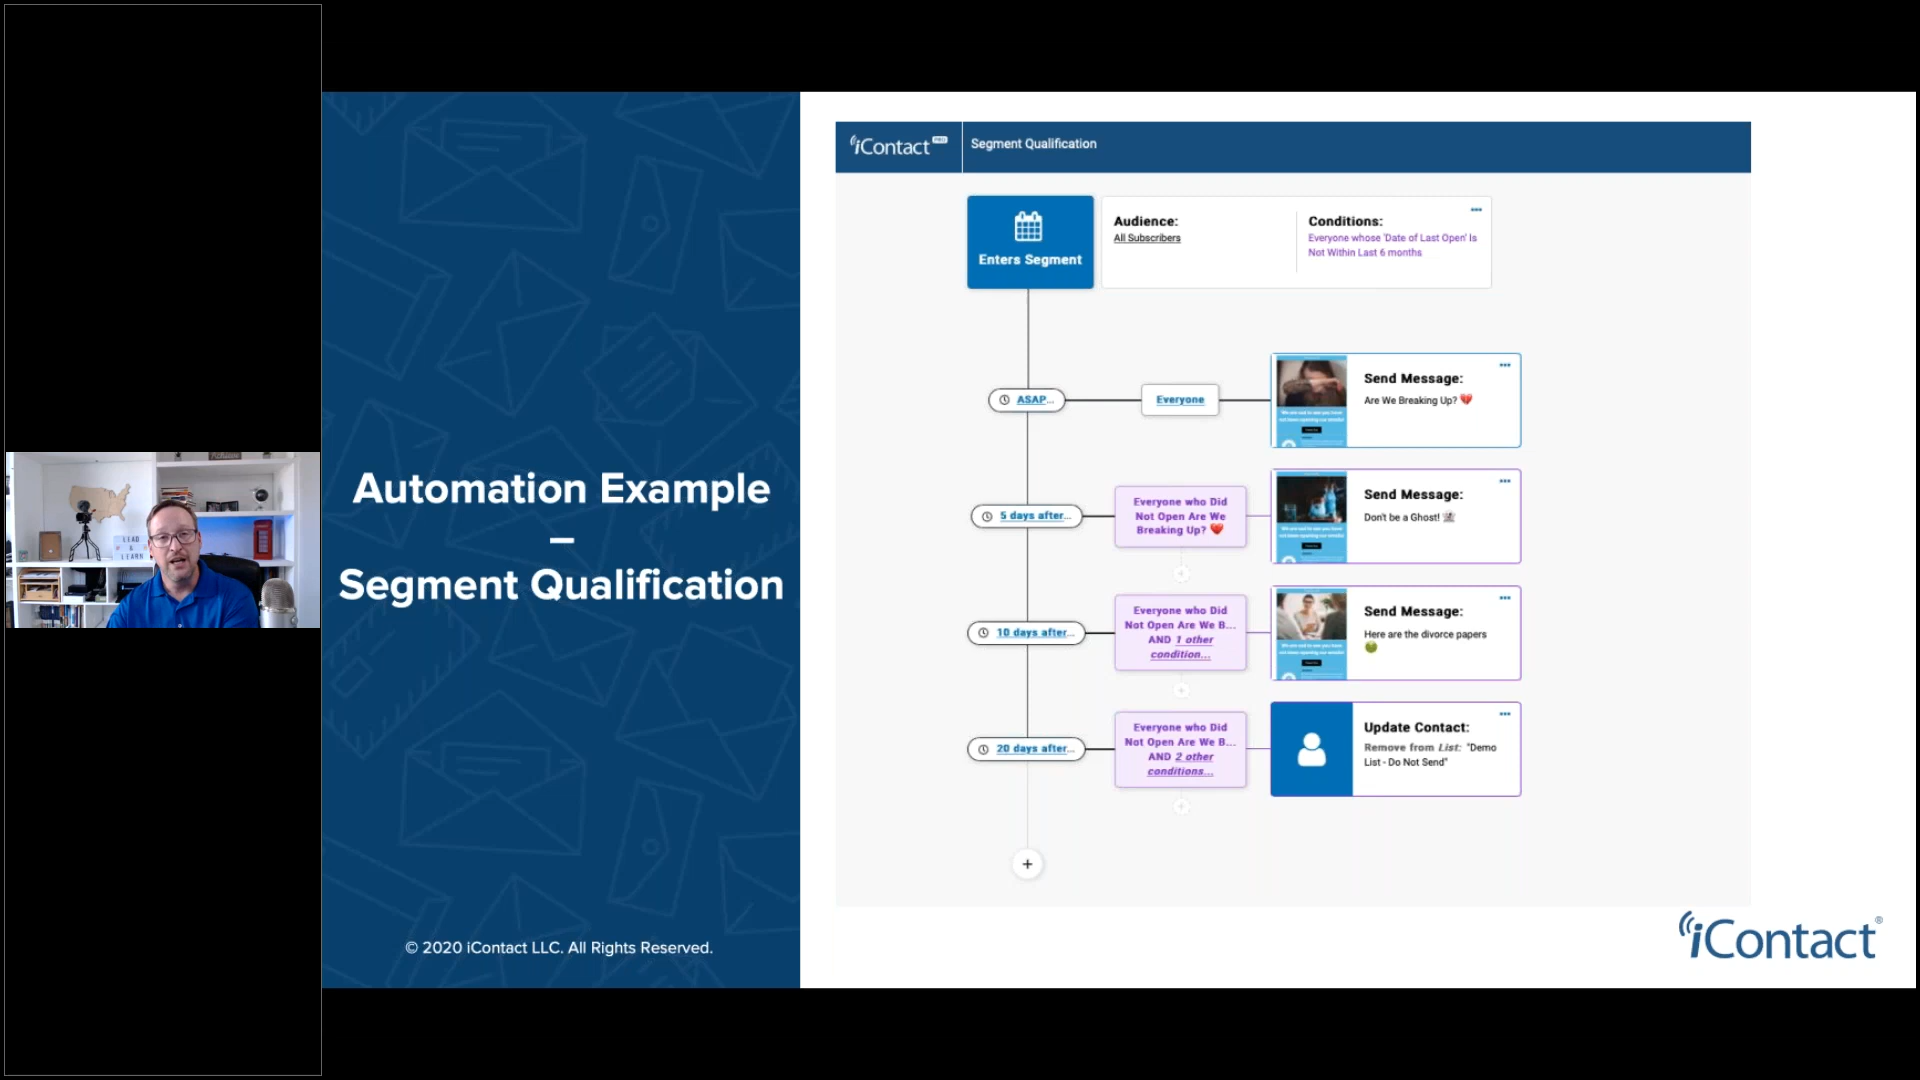 LEAD
&
LEARN
Automation Example
–
Segment Qualification
© 2020 iContact LLC. All Rights Reserved.
iContact PRO
Segment Qualification
Enters Segment
Audience:
All Subscribers
Conditions:
Everyone whose 'Date of Last Open' Is
Not Within Last 6 months
ASAP...
Everyone
Send Message:
Are We Breaking Up? 💔
5 days after...
Everyone who Did
Not Open Are We
Breaking Up? 💔
Send Message:
Don't be a Ghost! 👻
10 days after...
Everyone who Did
Not Open Are We B...
AND 1 other
condition...
Send Message:
Here are the divorce papers
🤢
20 days after...
Everyone who Did
Not Open Are We B...
AND 2 other
conditions...
Update Contact:
Remove from List: "Demo
List - Do Not Send"
iContact®